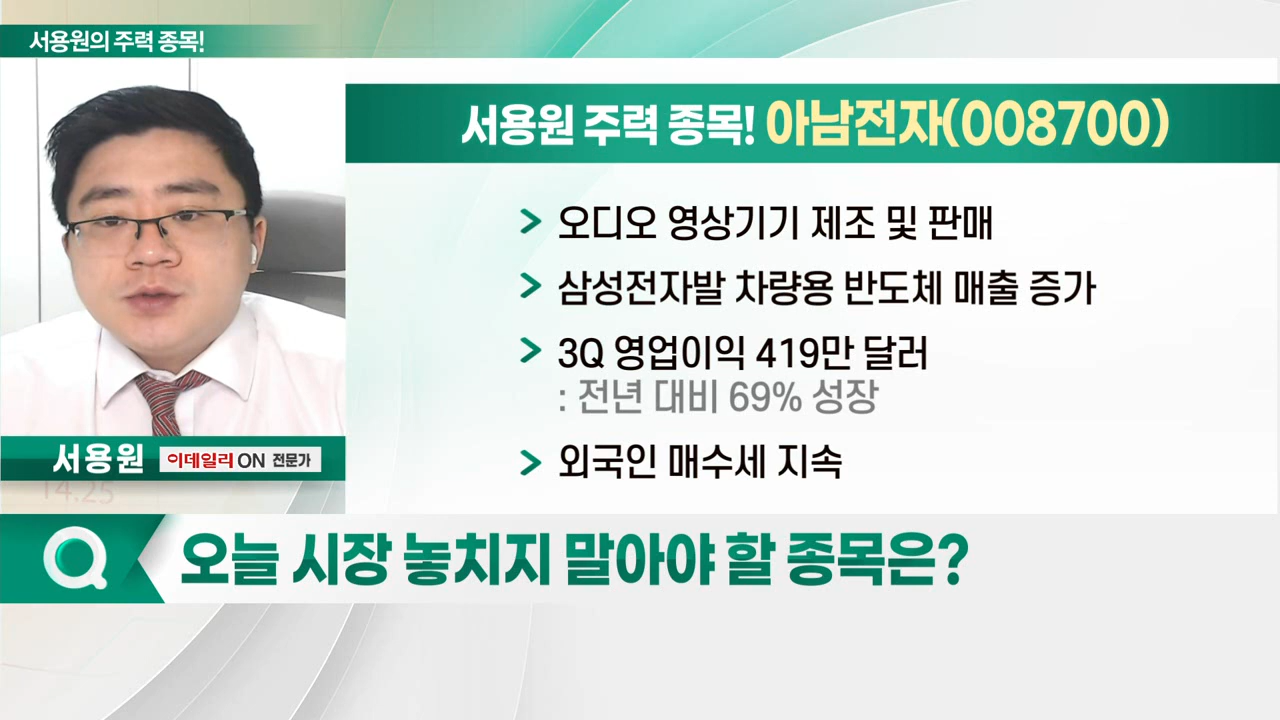 서용원의 주력 종목!
서용원 주력 종목! 아남전자(008700)
> 오디오 영상기기 제조 및 판매
> 삼성전자발 차량용 반도체 매출 증가
> 3Q 영업이익 419만 달러
: 전년 대비 69% 성장
> 외국인 매수세 지속
서용원 이데일리 ON 전문가
14.25
Q 오늘 시장 놓치지 말아야 할 종목은?